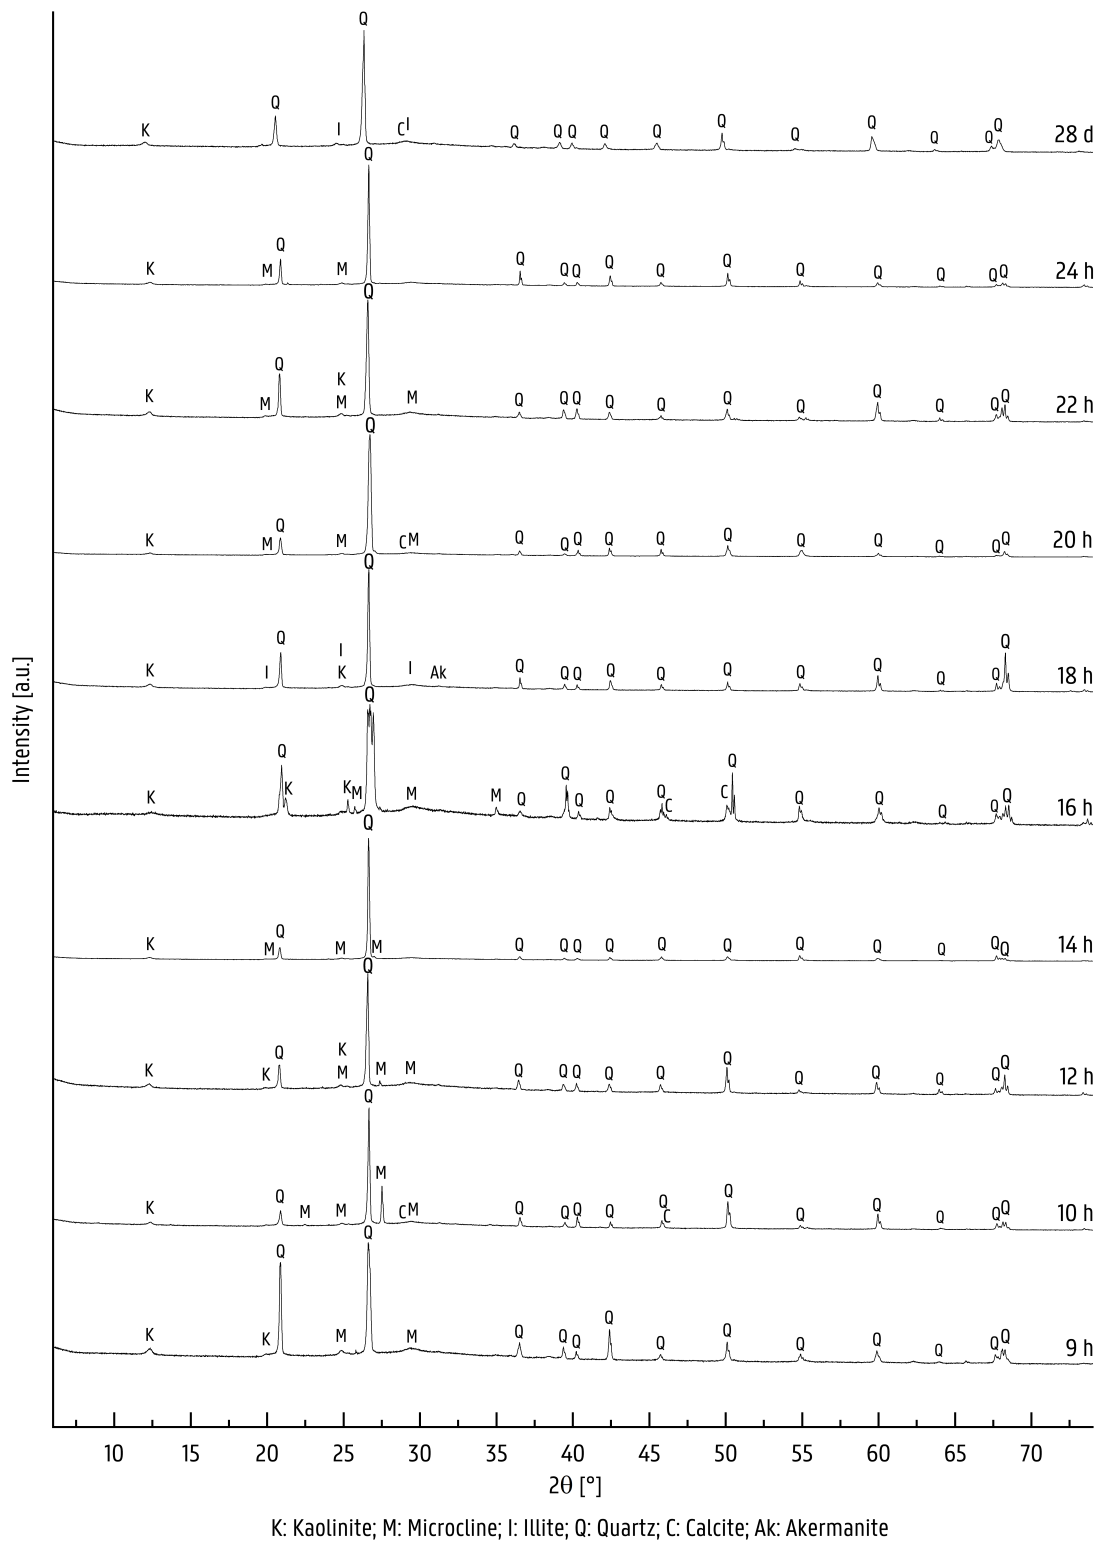 Q
Q
K I C I Q Q Q Q Q Q Q Q Q Q Q 28 d
Q
Q
K M M Q Q Q Q Q Q Q Q Q Q Q 24 h
Q
Q
K
K M M M Q Q Q Q Q Q Q Q Q Q Q 22 h
Q
Q
K M M C M Q Q Q Q Q Q Q Q Q Q Q 20 h
Q
Q
I
K I K I Ak Q Q Q Q Q Q Q Q Q Q Q 18 h
Q
Q
K K K M M M Q Q Q Q Q C C Q Q Q Q Q Q 16 h
Q
Q
K M M M Q Q Q Q Q Q Q Q Q Q Q 14 h
Q
Q
K
K K M M M Q Q Q Q Q Q Q Q Q Q Q 12 h
Q
M
Q
K M M C M Q Q Q Q Q C Q Q Q Q Q Q 10 h
Q
Q
K K M M Q Q Q Q Q Q Q Q Q Q Q 9 h
Intensity [a.u.]
10 15 20 25 30 35 40 45 50 55 60 65 70
2θ [°]
K: Kaolinite; M: Microcline; I: Illite; Q: Quartz; C: Calcite; Ak: Akermanite